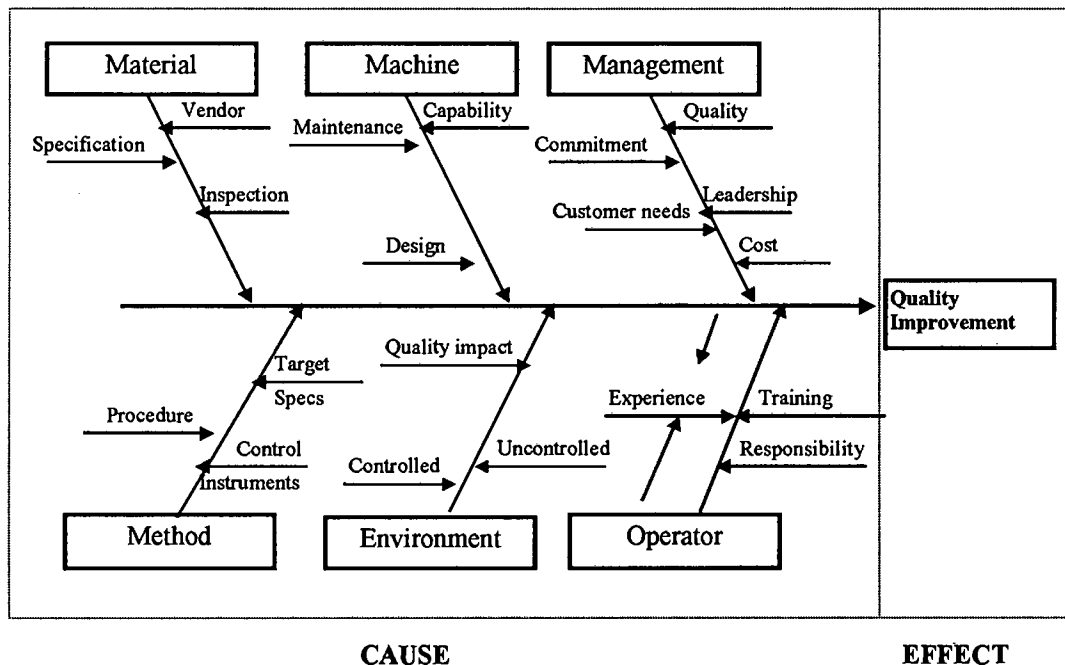 Material
Machine
Management
Vendor
Capability
Quality
Specification
Maintenance
Commitment
Inspection
Leadership
Customer needs
Design
Cost
Quality
Improvement
Quality impact
Target
Specs
Procedure
Experience
Training
Control
Instruments
Controlled
Uncontrolled
Responsibility
Method
Environment
Operator
CAUSE
EFFECT